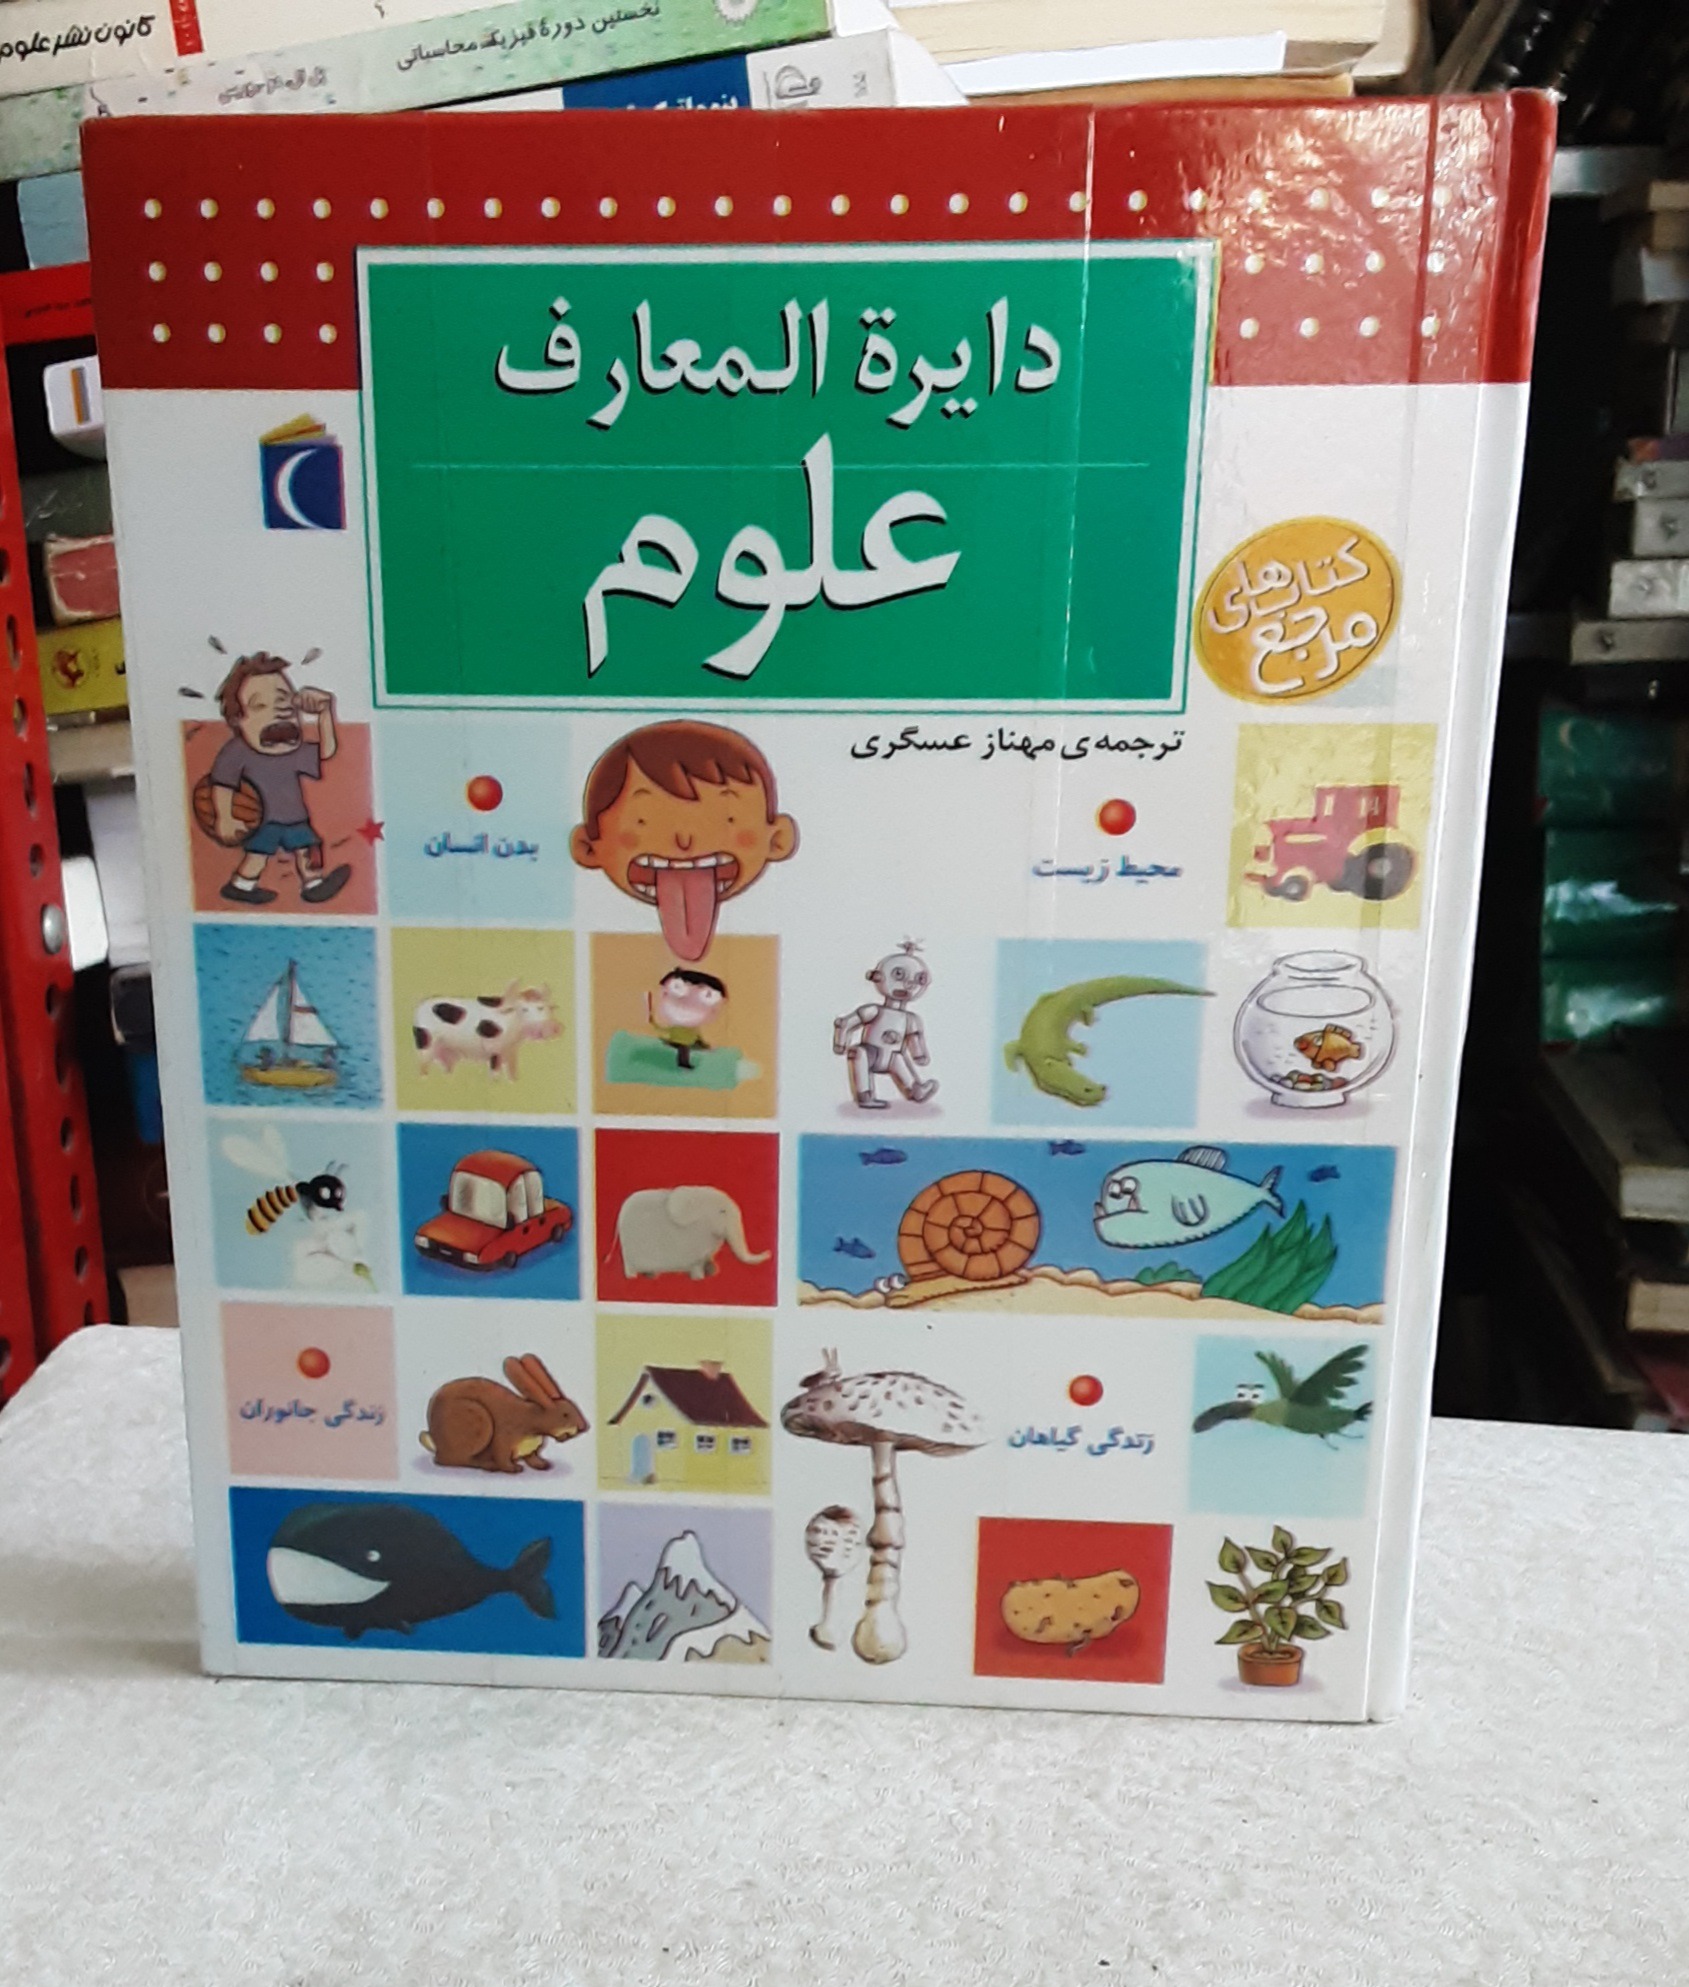 کانون نشر علوم
نخستین دورهٔ فیزیک محاسباتی
دایرة المعارف
علوم
کتاب‌های
مرجع
ترجمه‌ی مهناز عسگری
بدن انسان
محیط زیست
زندگی جانوران
زندگی گیاهان